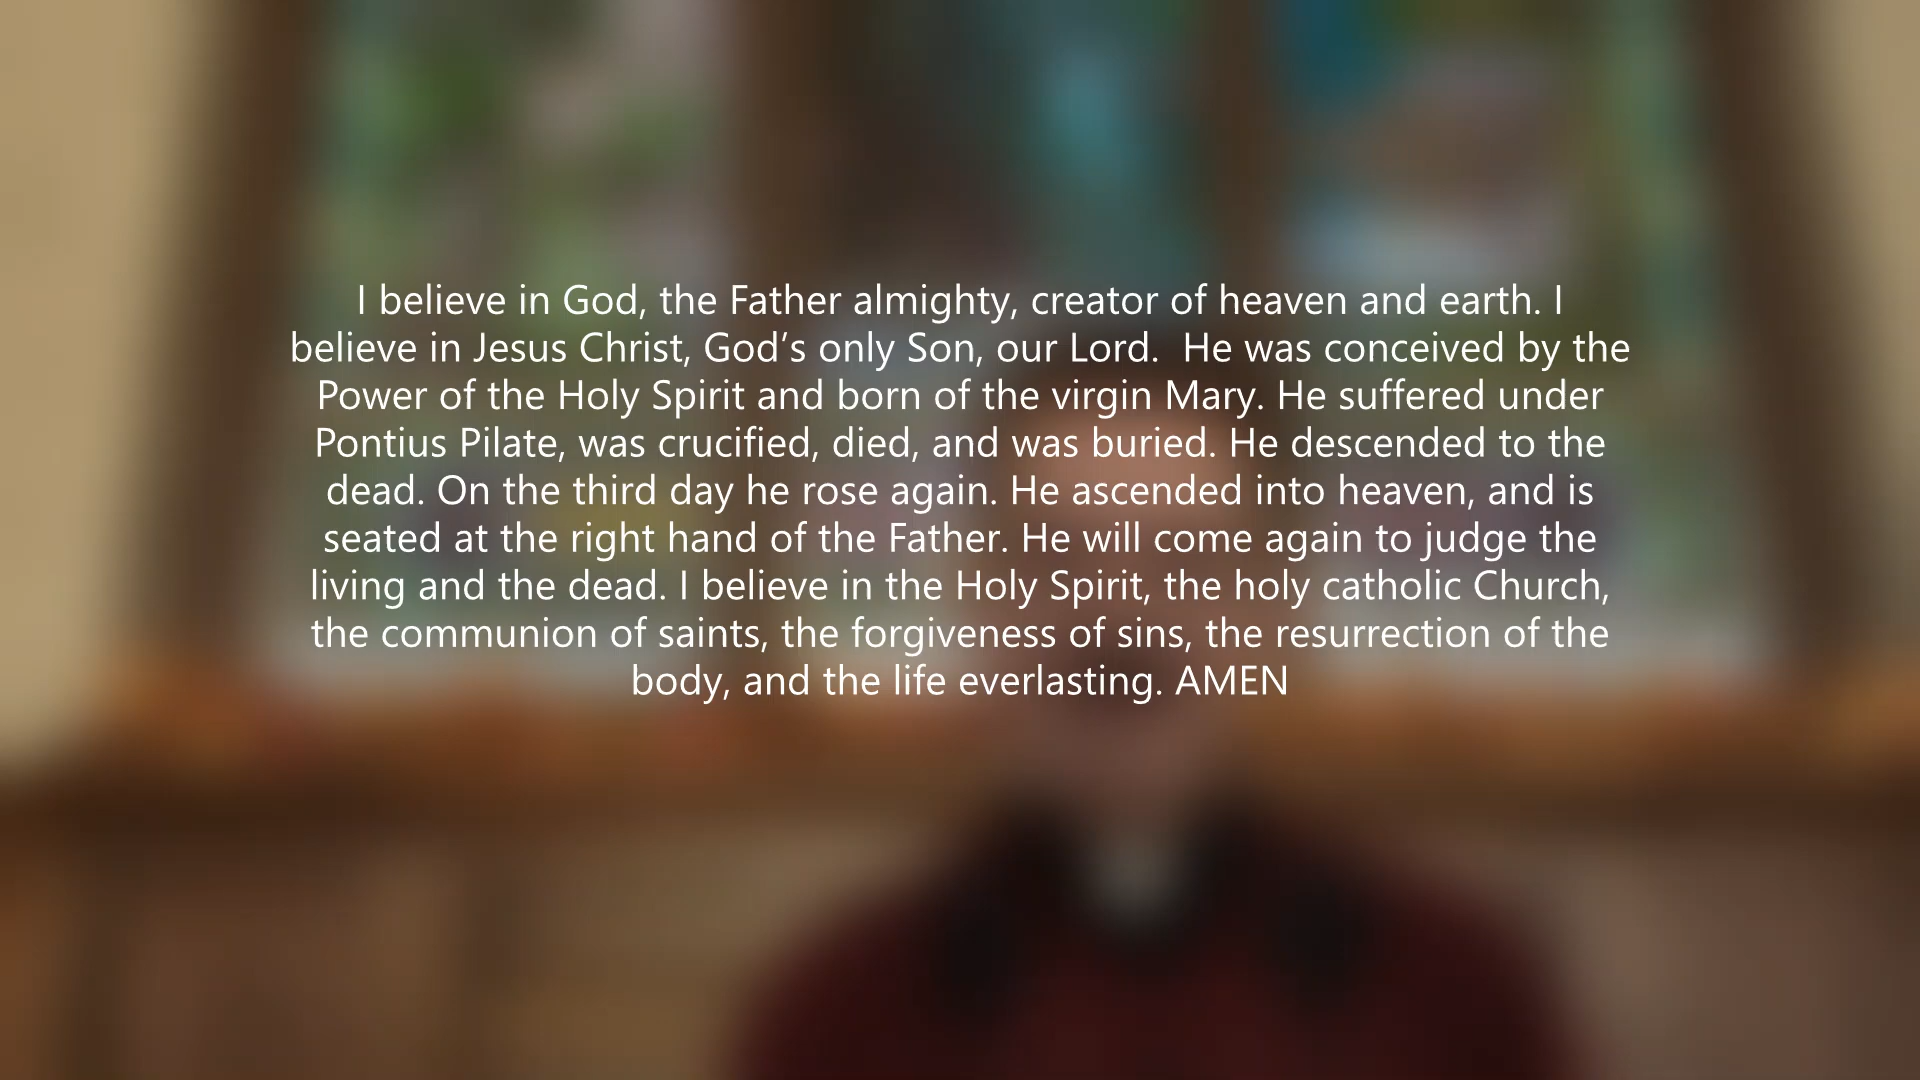 I believe in God, the Father almighty, creator of heaven and earth. I
believe in Jesus Christ, God’s only Son, our Lord.  He was conceived by the
Power of the Holy Spirit and born of the virgin Mary. He suffered under
Pontius Pilate, was crucified, died, and was buried. He descended to the
dead. On the third day he rose again. He ascended into heaven, and is
seated at the right hand of the Father. He will come again to judge the
living and the dead. I believe in the Holy Spirit, the holy catholic Church,
the communion of saints, the forgiveness of sins, the resurrection of the
body, and the life everlasting. AMEN